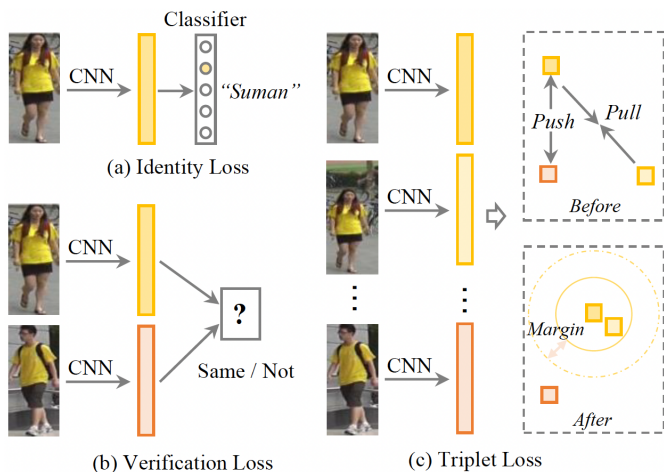 Classifier
CNN
“Suman”
(a) Identity Loss
CNN
?
CNN
Same / Not
(b) Verification Loss
CNN
CNN
CNN
Push
Pull
Before
Margin
After
(c) Triplet Loss